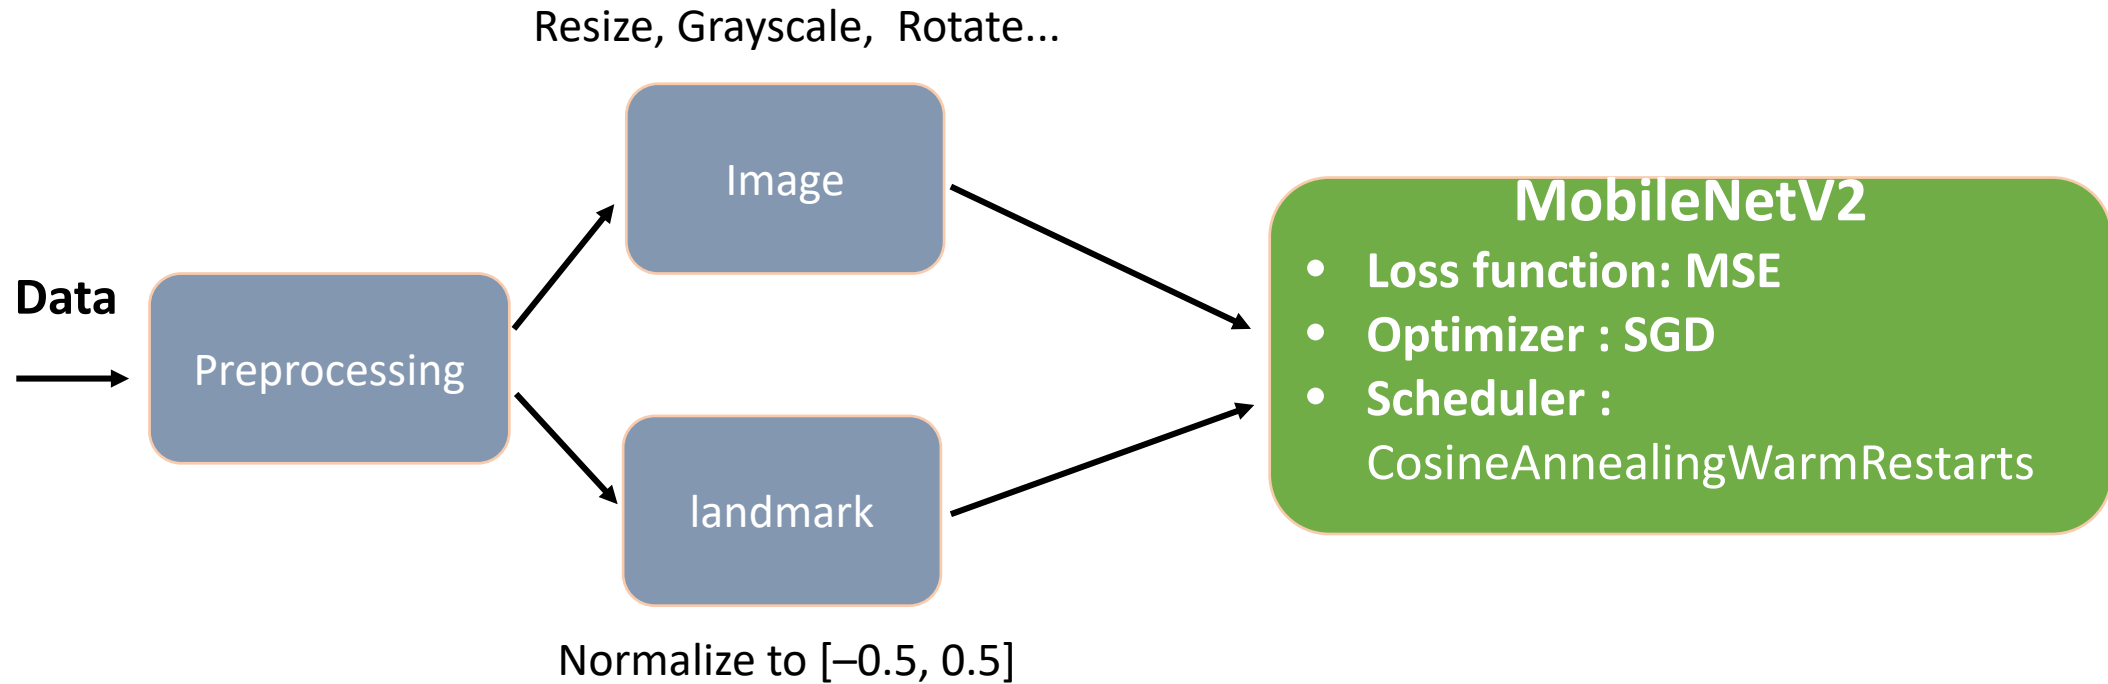 Resize, Grayscale,  Rotate...
Image
Data
Preprocessing
landmark
Normalize to [–0.5, 0.5]
MobileNetV2
• Loss function: MSE
• Optimizer : SGD
• Scheduler :
CosineAnnealingWarmRestarts